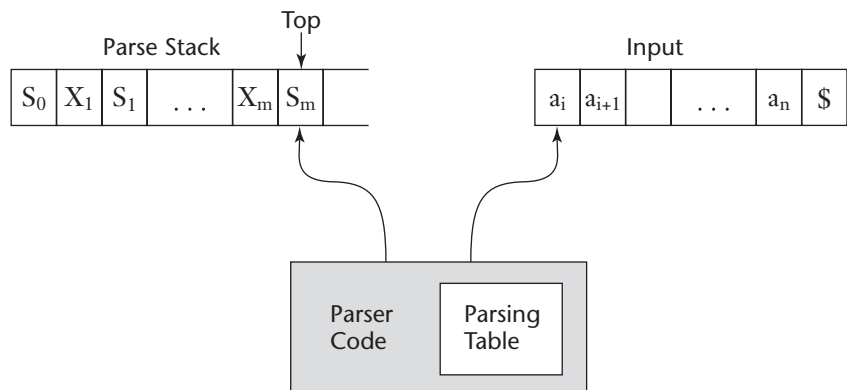 Top
Parse Stack
Input
S₀ X₁ S₁ . . . Xₘ Sₘ
aᵢ aᵢ₊₁ . . . aₙ $
Parser
Code
Parsing
Table